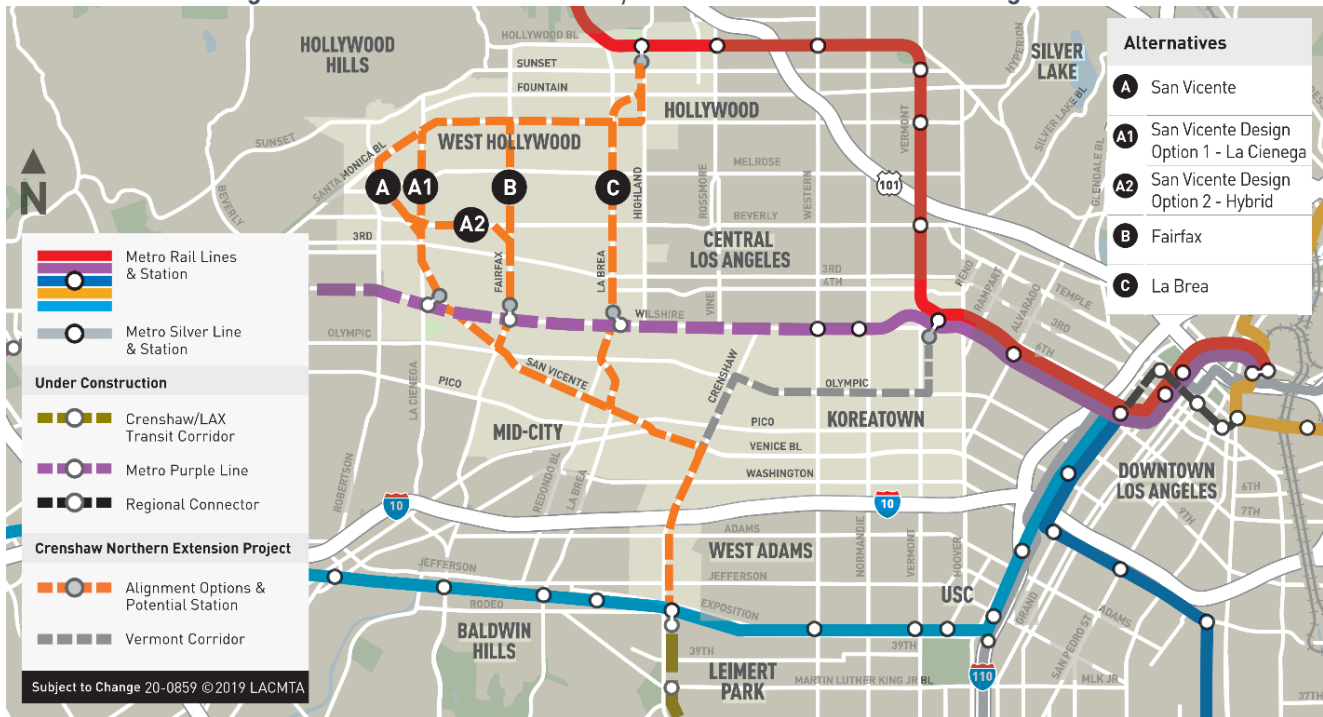 HOLLYWOOD
HILLS
HOLLYWOOD BL
SUNSET
FOUNTAIN
HOLLYWOOD
WEST HOLLYWOOD
SUNSET
SANTA MONICA BL
BEVERLY
MELROSE
HIGHLAND
ROSSMORE
WESTERN
VERMONT
101
HYPERION
SILVER
LAKE
SILVER LAKE BL
GLENDALE BL
N
A
A1
B
C
A2
BEVERLY
3RD
CENTRAL
LOS ANGELES
3RD
4TH
FAIRFAX
LA BREA
VINE
WILSHIRE
RENO
RAMPART
ALVARADO
TEMPLE
3RD
6TH
OLYMPIC
PICO
LA CIENEGA
SAN VICENTE
CRENSHAW
OLYMPIC
KOREATOWN
PICO
VENICE BL
WASHINGTON
MID-CITY
ROBERTSON
REDONDO BL
LA BREA
10
10
ADAMS
WEST ADAMS
JEFFERSON
JEFFERSON
RODEO
EXPOSITION
BALDWIN
HILLS
39TH
39TH
LEIMERT
PARK
MARTIN LUTHER KING JR BL
NORMANDIE
VERMONT
HOOVER
USC
GRAND
SAN PEDRO ST
ADAMS
MLK JR
110
37TH
DOWNTOWN
LOS ANGELES
6TH
7TH
9TH
Alternatives
A San Vicente
A1 San Vicente Design
Option 1 - La Cienega
A2 San Vicente Design
Option 2 - Hybrid
B Fairfax
C La Brea
Metro Rail Lines
& Station
Metro Silver Line
& Station
Under Construction
Crenshaw/LAX
Transit Corridor
Metro Purple Line
Regional Connector
Crenshaw Northern Extension Project
Alignment Options &
Potential Station
Vermont Corridor
Subject to Change 20-0859 © 2019 LACMTA